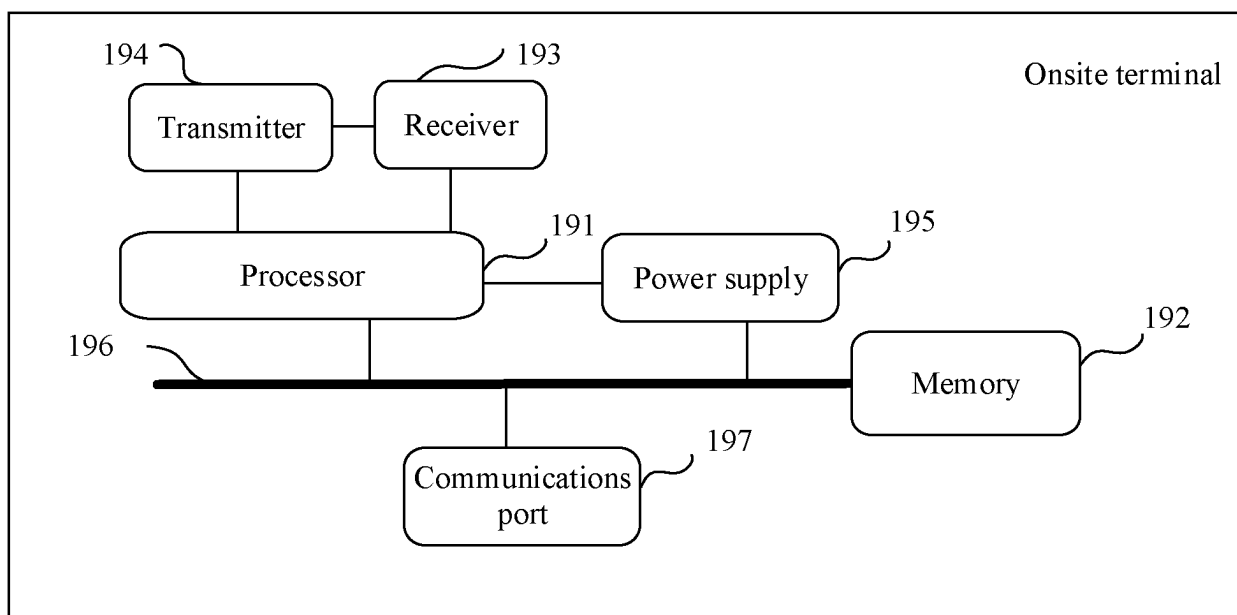 194
193
Onsite terminal
Transmitter
Receiver
191
195
Processor
Power supply
192
196
Memory
197
Communications
port